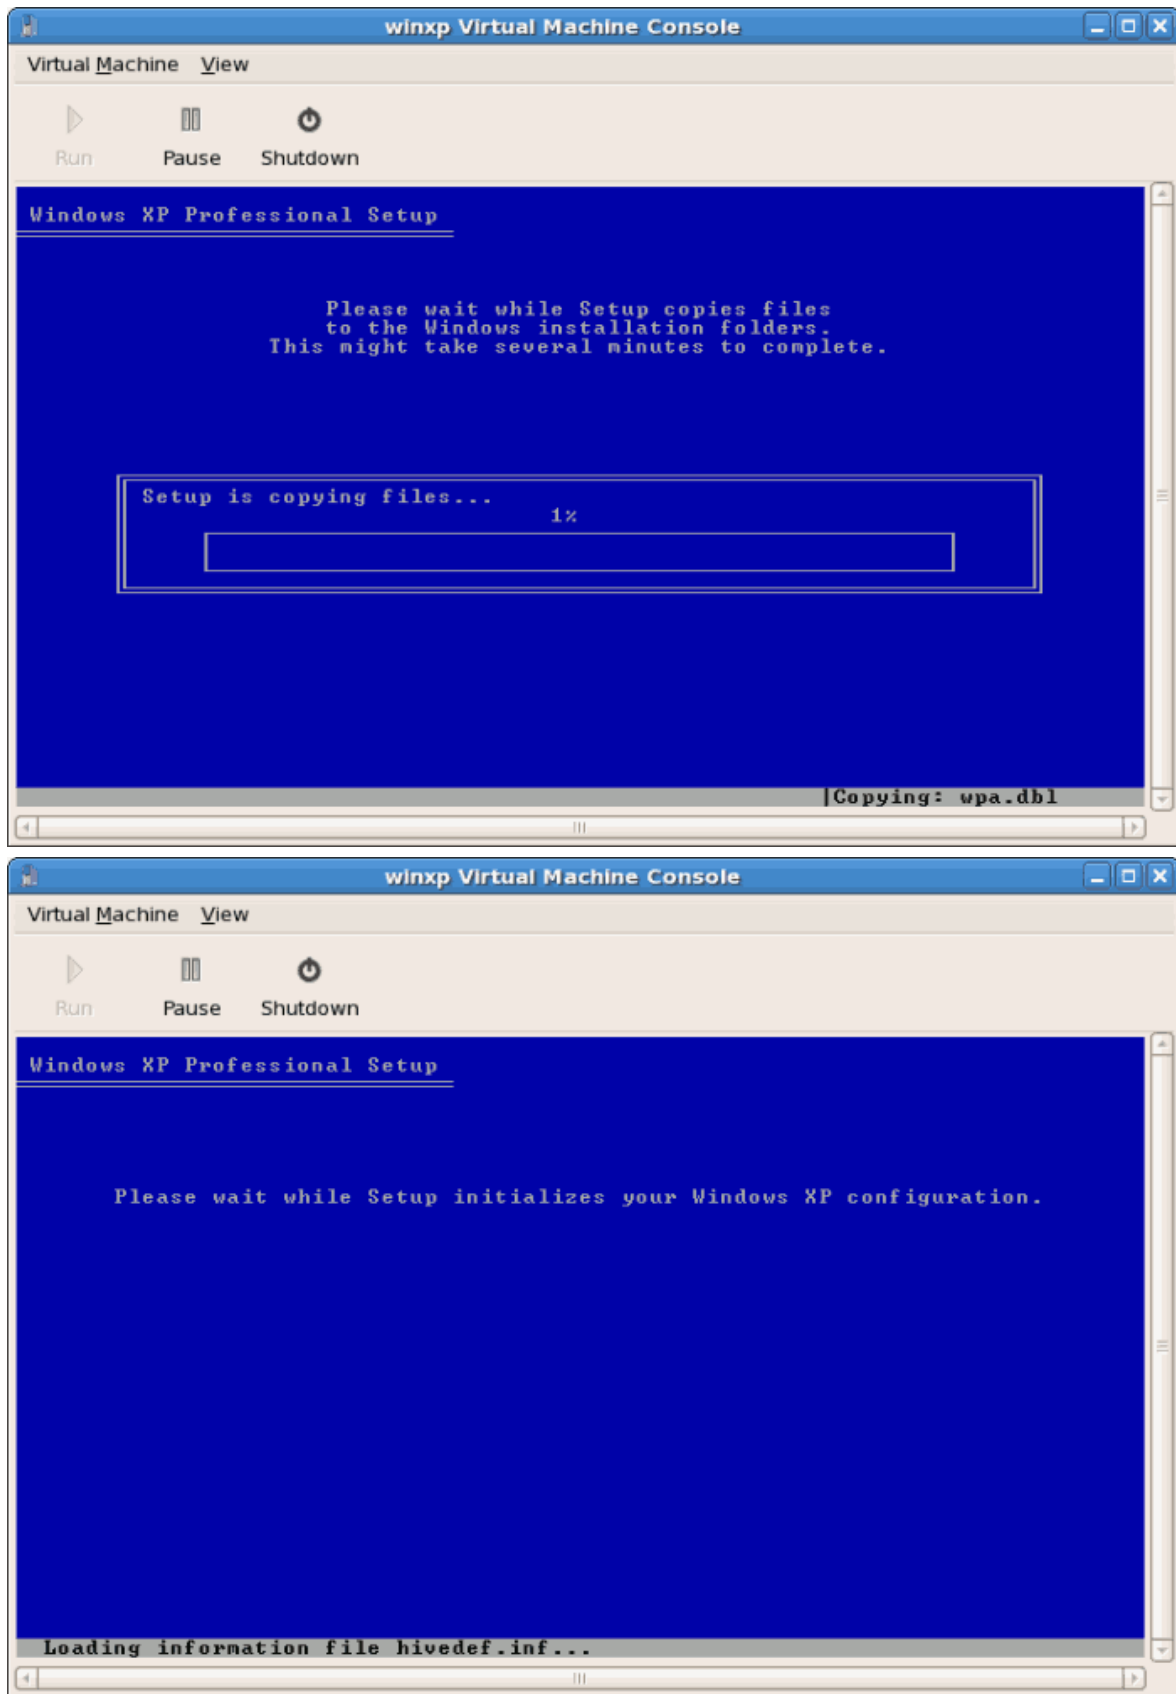 winxp Virtual Machine Console
Virtual Machine View
Run Pause Shutdown
Windows XP Professional Setup
Please wait while Setup copies files
to the Windows installation folders.
This might take several minutes to complete.
Setup is copying files...
1%
|Copying: wpa.dbl
winxp Virtual Machine Console
Virtual Machine View
Run Pause Shutdown
Windows XP Professional Setup
Please wait while Setup initializes your Windows XP configuration.
Loading information file hivedef.inf...